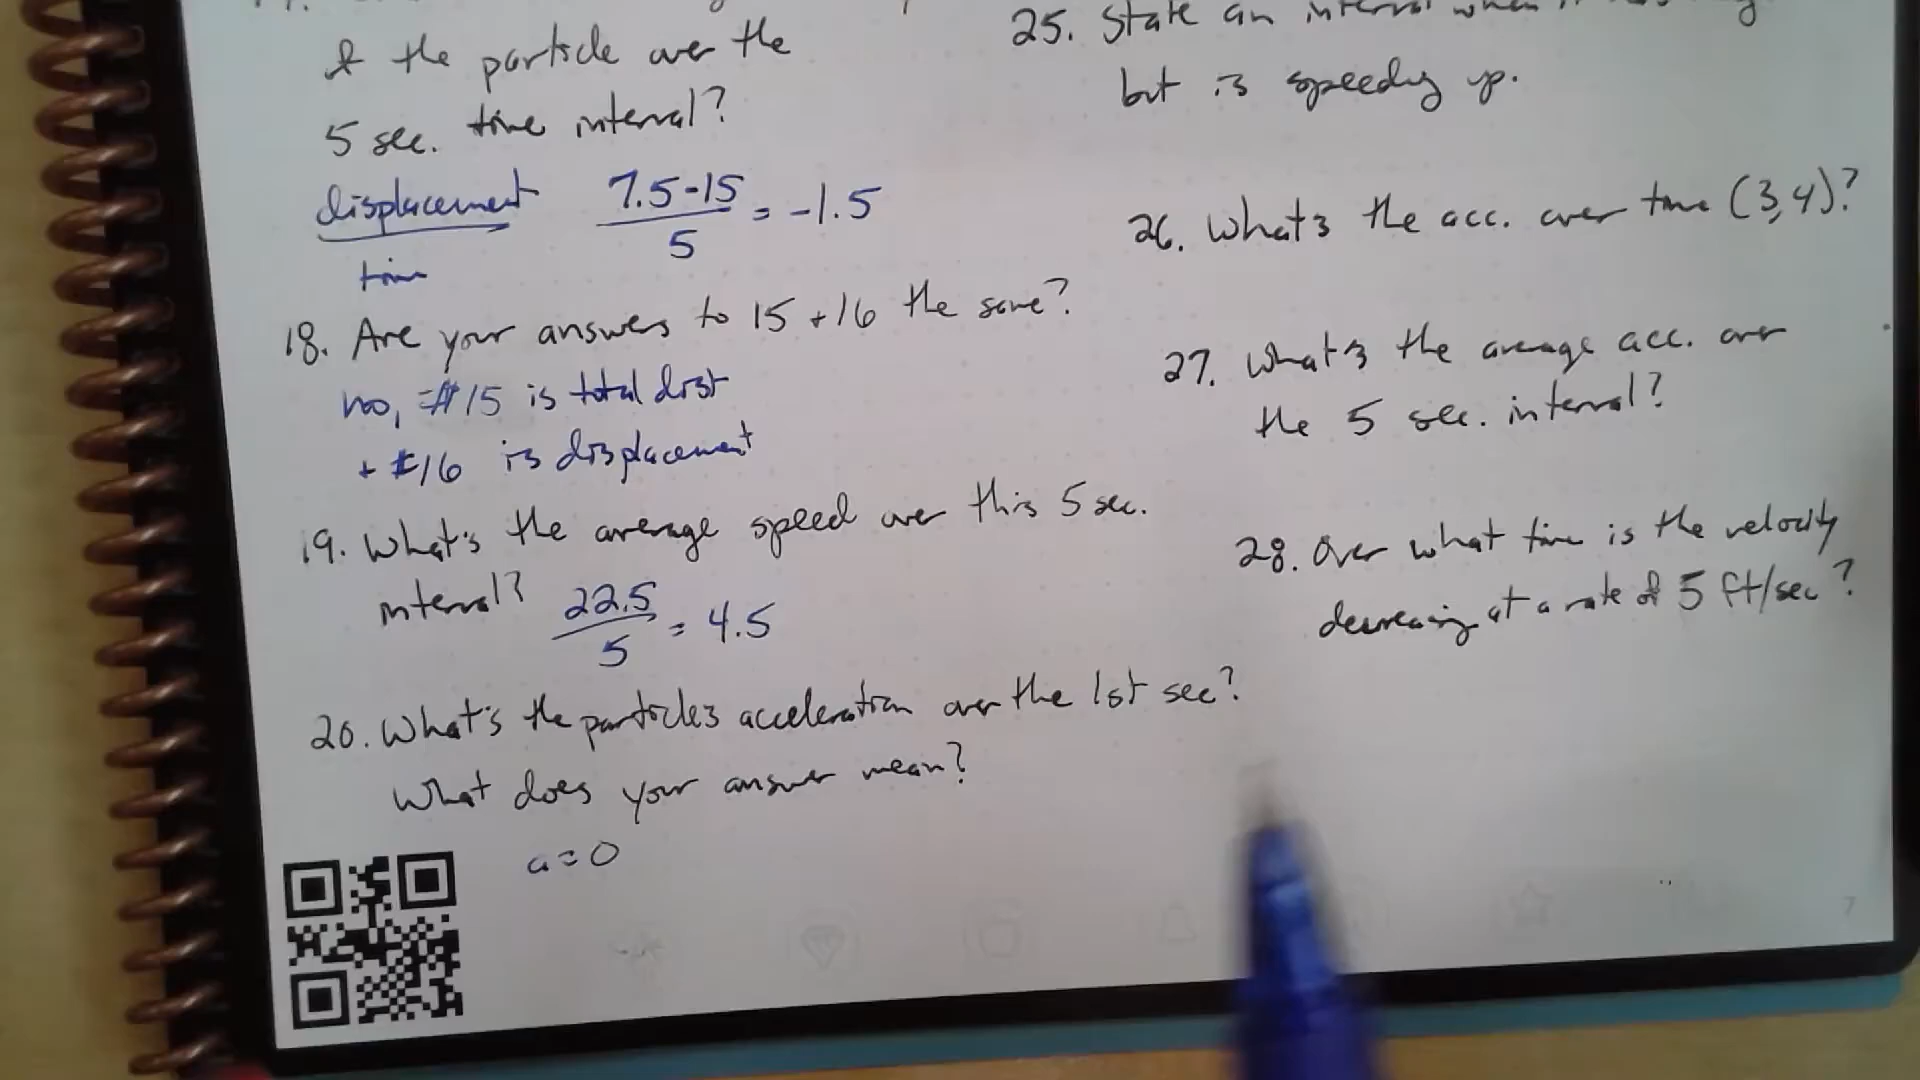 & the particle over the
5 sec. time interval?
displacement
time
7.5-15
5
= -1.5
18. Are your answers to 15 + 16 the same?
no, #15 is total dist
+ #16 is displacement
19. What's the average speed over this 5 sec.
interval?
22.5
5
= 4.5
20. What's the particle's acceleration over the 1st sec?
What does your answer mean?
a=0
25. State an interval when it
but is speeding up.
26. What's the acc. over time (3,4)?
27. What's the average acc. over
the 5 sec. interval?
28. Over what time is the velocity
decreasing at a rate of 5 ft/sec?
7